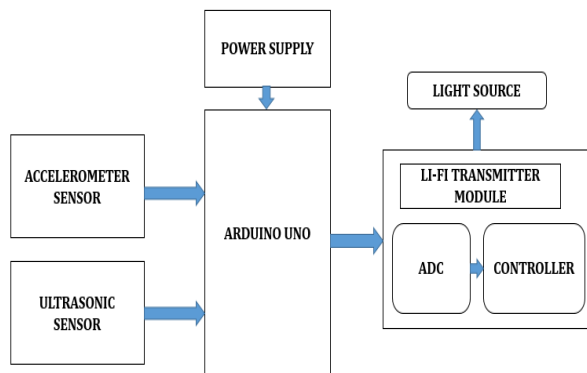 POWER SUPPLY
LIGHT SOURCE
ACCELEROMETER
SENSOR
ARDUINO UNO
LI-FI TRANSMITTER
MODULE
ADC
CONTROLLER
ULTRASONIC
SENSOR